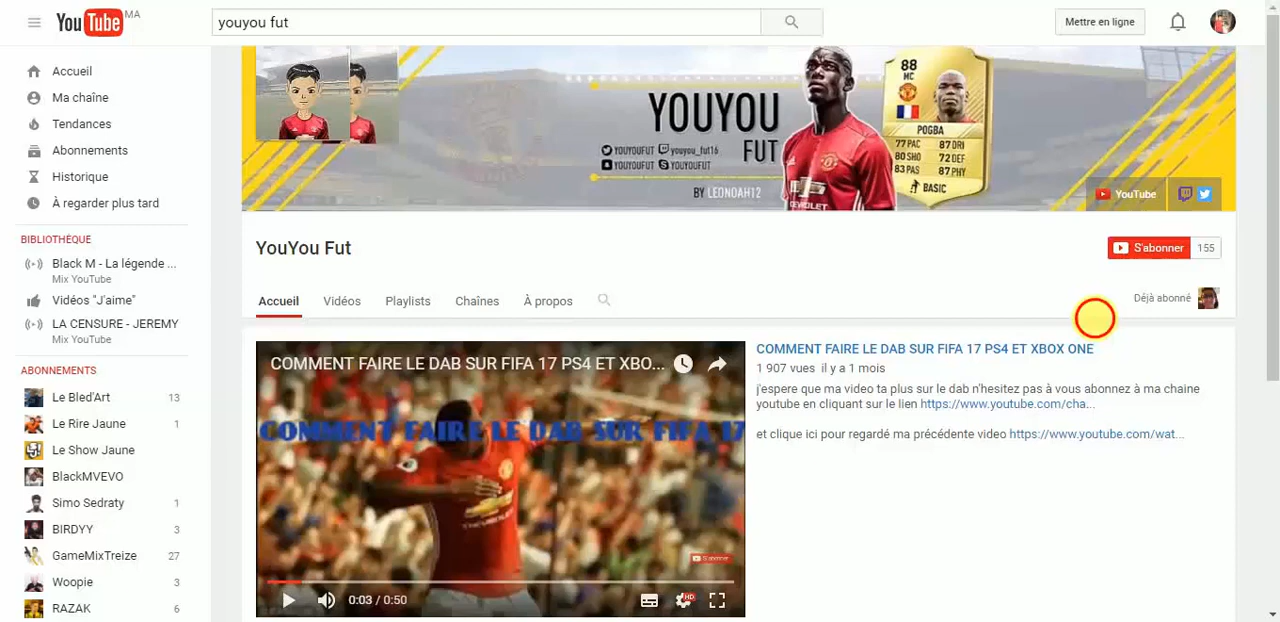 YouTube MA
youyou fut
Mettre en ligne
Accueil
Ma chaîne
Tendances
Abonnements
Historique
À regarder plus tard
BIBLIOTHÈQUE
Black M - La légende ...
Mix YouTube
Vidéos "J'aime"
LA CENSURE - JEREMY
Mix YouTube
ABONNEMENTS
Le Bled'Art 13
Le Rire Jaune 1
Le Show Jaune
BlackMVEVO
Simo Sedraty 1
BIRDYY 3
GameMixTreize 27
Woopie 3
RAZAK 6
YOUYOU
FUT
YOUYOUFUT youyou_fut16
YOUYOUFUT YOUYOUFUT
BY LEONOAH12
88
MC
POGBA
77 PAC 87 DRI
80 SHO 72 DEF
83 PAS 87 PHY
BASIC
CHEVROLET
YouTube
YouYou Fut
S'abonner 155
Accueil Vidéos Playlists Chaînes À propos
Déjà abonné
COMMENT FAIRE LE DAB SUR FIFA 17 PS4 ET XBO...
COMMENT FAIRE LE DAB SUR FIFA 17
S'abonner
0:03 / 0:50
HD
COMMENT FAIRE LE DAB SUR FIFA 17 PS4 ET XBOX ONE
1 907 vues il y a 1 mois
j'espere que ma video ta plus sur le dab n'hesitez pas à vous abonnez à ma chaine
youtube en cliquant sur le lien https://www.youtube.com/cha...
et clique ici pour regardé ma précédente video https://www.youtube.com/wat...